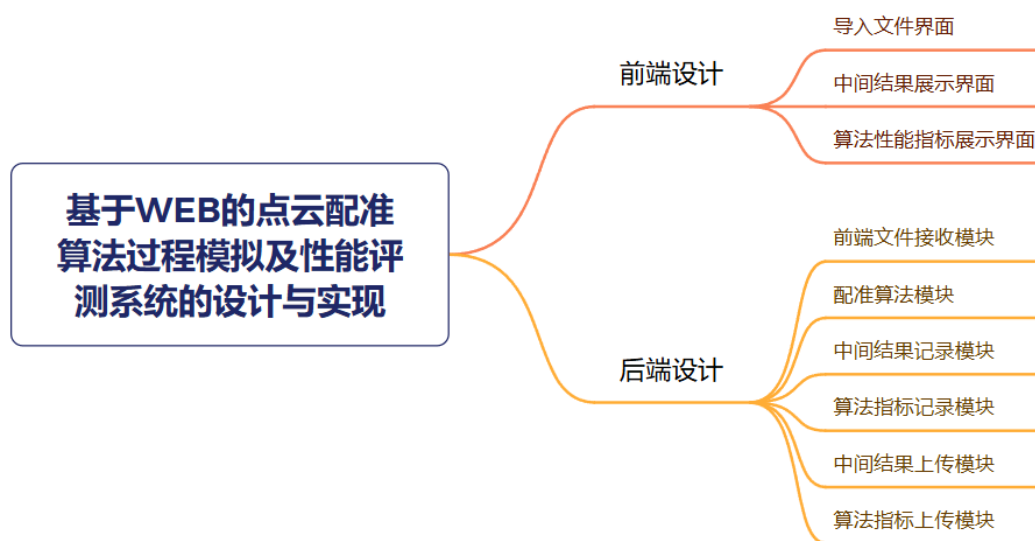 基于WEB的点云配准
算法过程模拟及性能评
测系统的设计与实现
前端设计
导入文件界面
中间结果展示界面
算法性能指标展示界面
后端设计
前端文件接收模块
配准算法模块
中间结果记录模块
算法指标记录模块
中间结果上传模块
算法指标上传模块